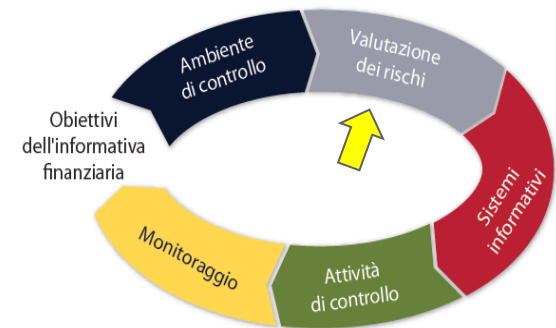 Ambiente
di controllo
Valutazione
dei rischi
Obiettivi
dell'informativa
finanziaria
Sistemi
informativi
Monitoraggio
Attività
di controllo